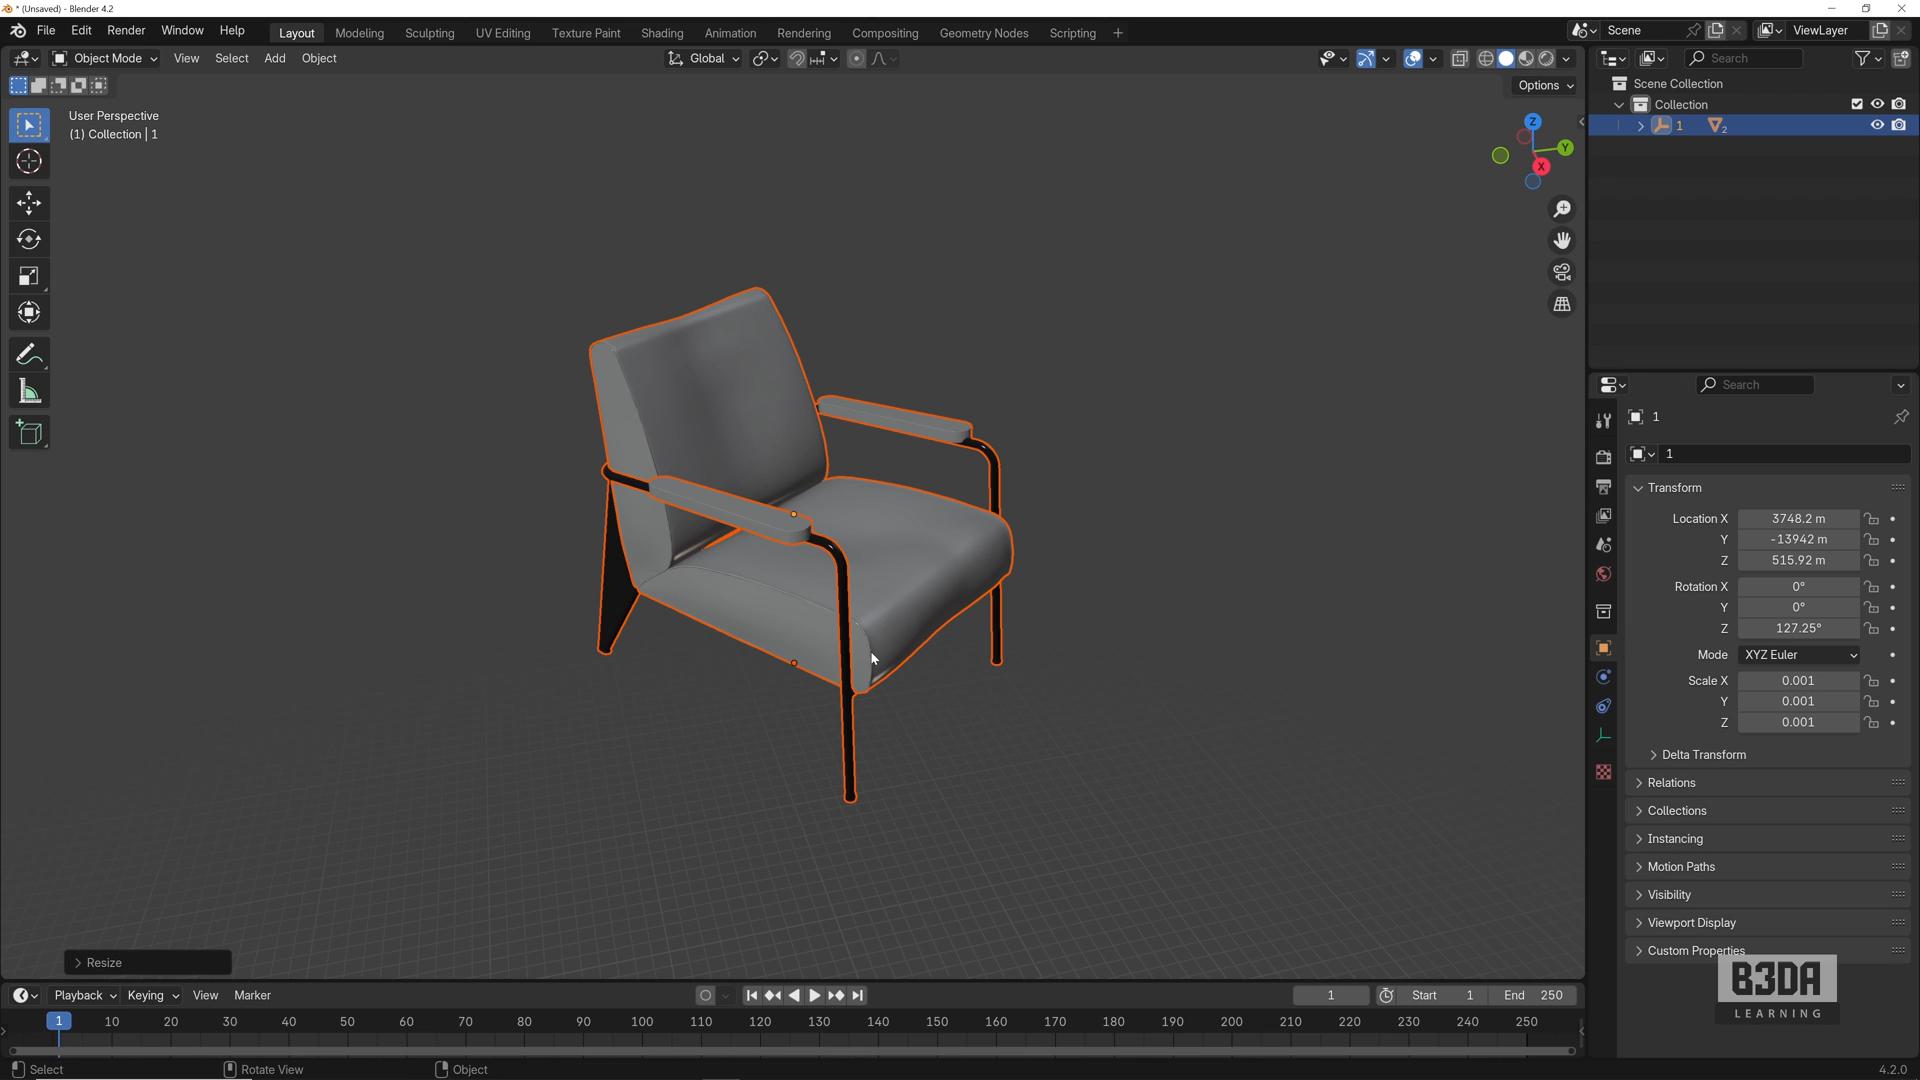 * (Unsaved) - Blender 4.2
File Edit Render Window Help Layout Modeling Sculpting UV Editing Texture Paint Shading Animation Rendering Compositing Geometry Nodes Scripting + Scene ViewLayer
Object Mode View Select Add Object Global Search
Options
User Perspective
(1) Collection | 1
Z
Y
X
Scene Collection
Collection
1 2
Search
1
1
Transform
Location X 3748.2 m
Y -13942 m
Z 515.92 m
Rotation X 0°
Y 0°
Z 127.25°
Mode XYZ Euler
Scale X 0.001
Y 0.001
Z 0.001
Delta Transform
Relations
Collections
Instancing
Motion Paths
Visibility
Viewport Display
Custom Properties
B3DA
LEARNING
Resize
Playback Keying View Marker 1 Start 1 End 250
1 10 20 30 40 50 60 70 80 90 100 110 120 130 140 150 160 170 180 190 200 210 220 230 240 250
Select Rotate View Object 4.2.0